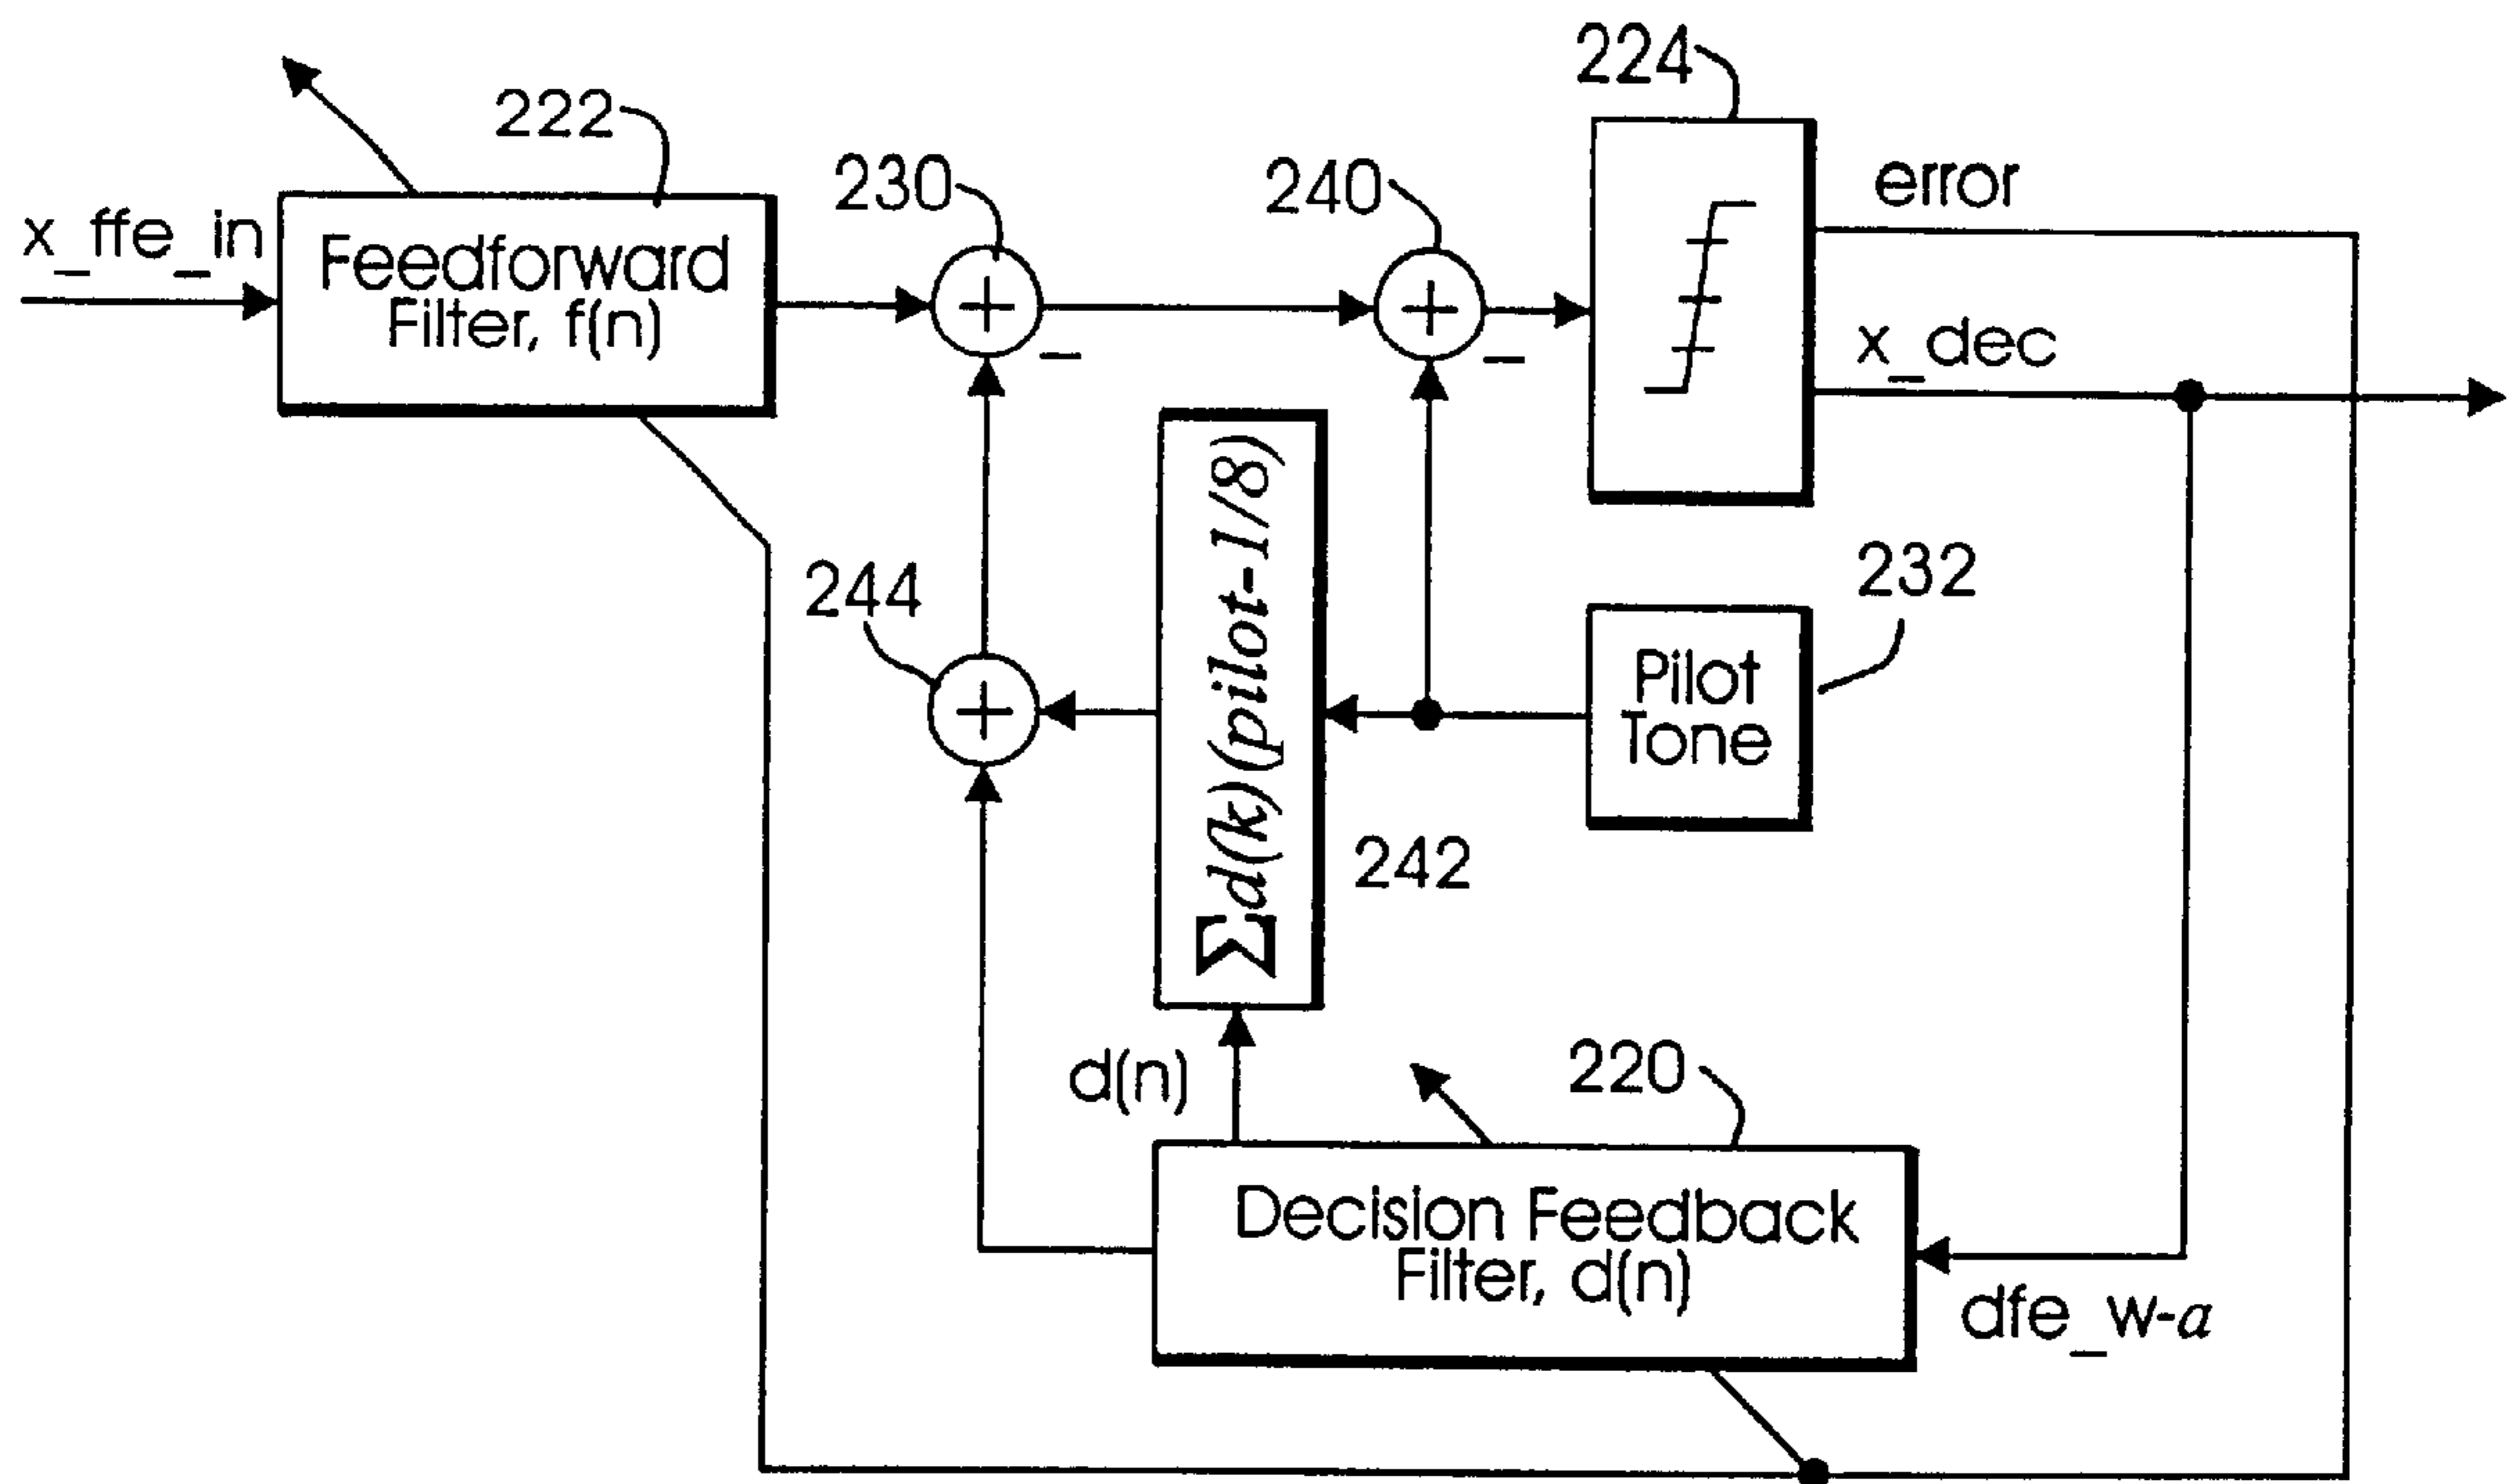 224
222
230
240
error
x_ffe_in
Feedforward
Filter, f(n)
x_dec
Σd(k)(pilot-1/8)
244
232
Pilot
Tone
242
d(n)
220
Decision Feedback
Filter, d(n)
dfe_w-a
+
+
+
−
−